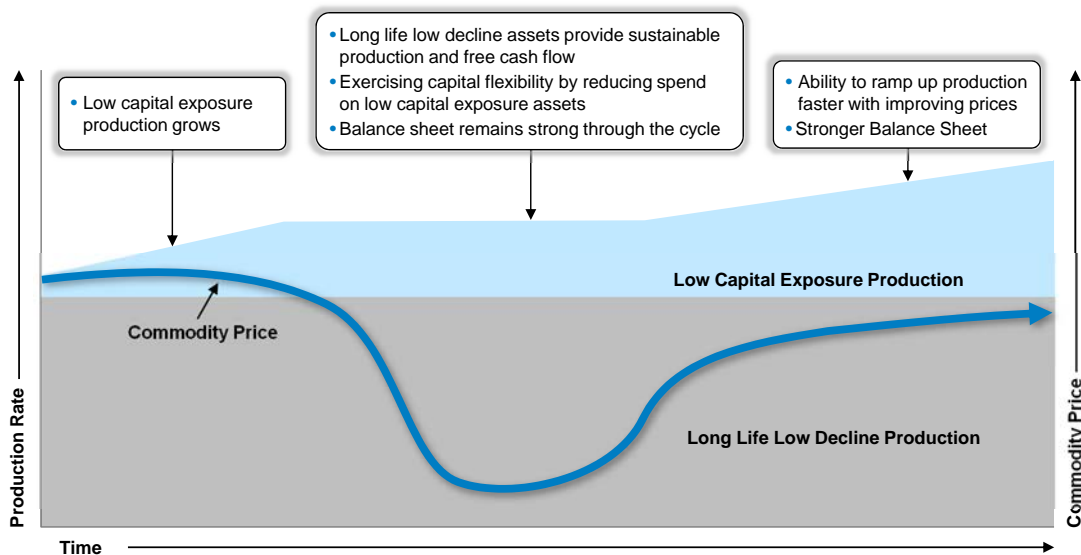 • Low capital exposure
production grows
• Long life low decline assets provide sustainable
production and free cash flow
• Exercising capital flexibility by reducing spend
on low capital exposure assets
• Balance sheet remains strong through the cycle
• Ability to ramp up production
faster with improving prices
• Stronger Balance Sheet
Low Capital Exposure Production
Commodity Price
Long Life Low Decline Production
Production Rate
Commodity Price
Time